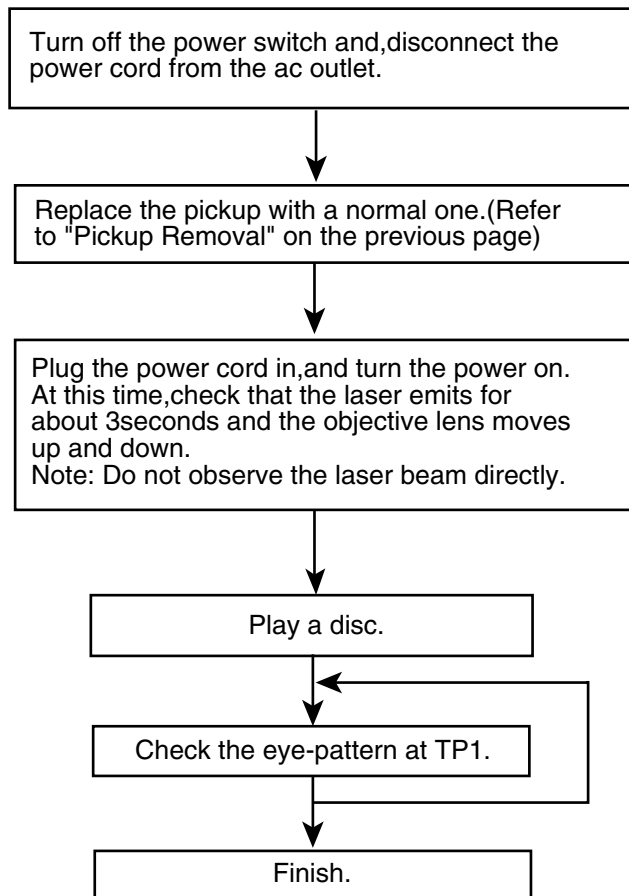 Turn off the power switch and,disconnect the
power cord from the ac outlet.
Replace the pickup with a normal one.(Refer
to "Pickup Removal" on the previous page)
Plug the power cord in,and turn the power on.
At this time,check that the laser emits for
about 3seconds and the objective lens moves
up and down.
Note: Do not observe the laser beam directly.
Play a disc.
Check the eye-pattern at TP1.
Finish.